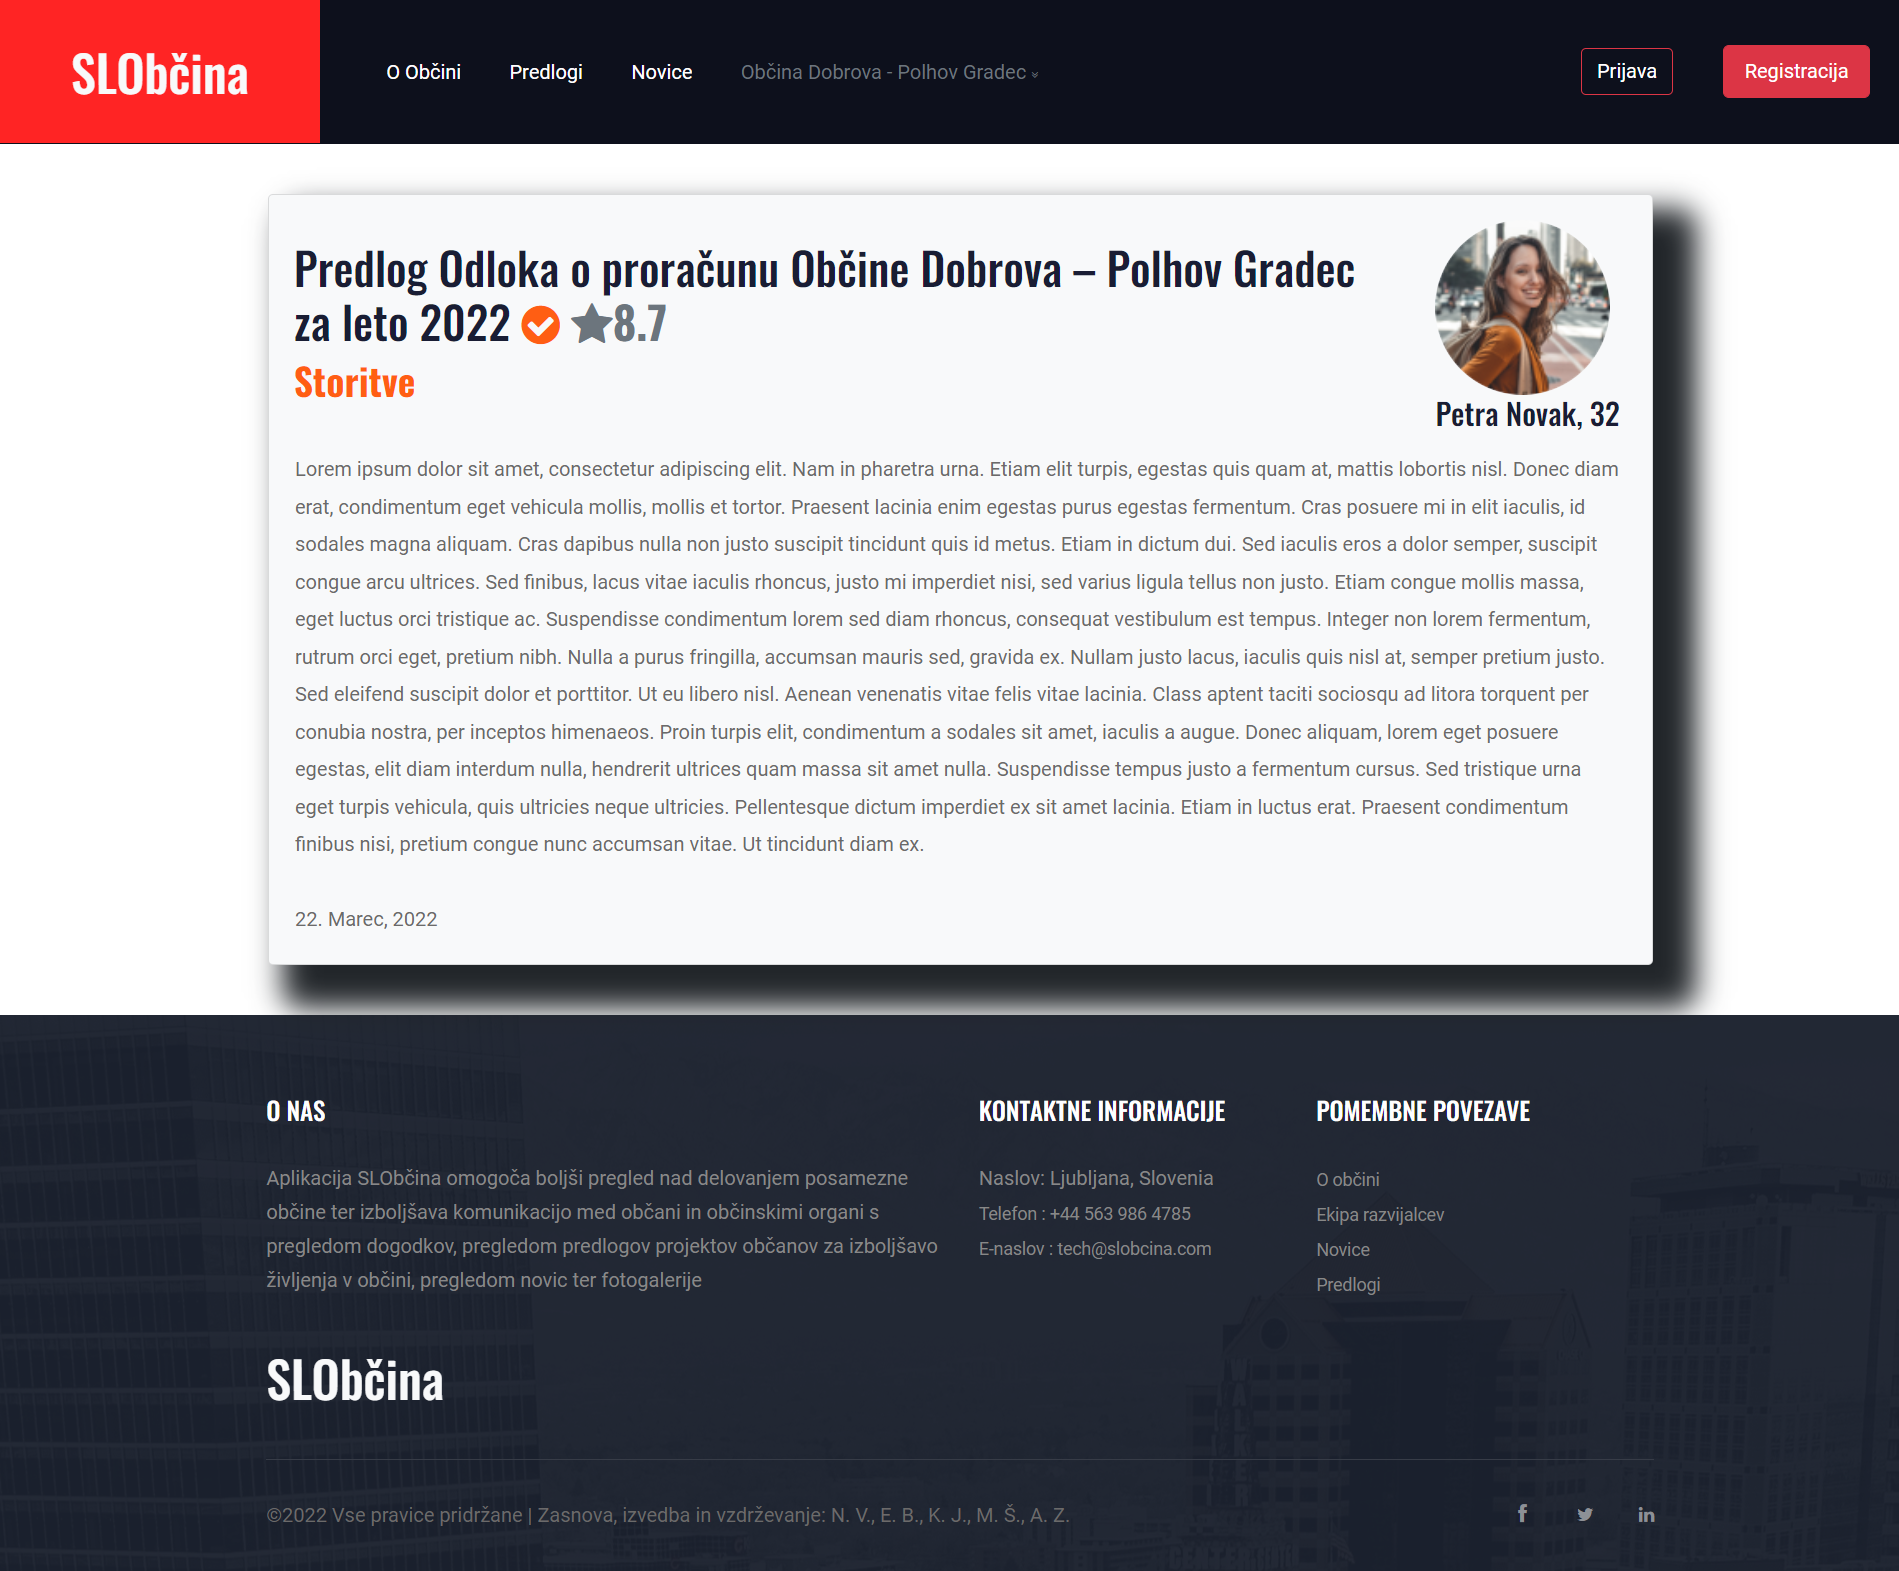 SLObčina
O Občini
Predlogi
Novice
Občina Dobrova - Polhov Gradec
Prijava
Registracija
Predlog Odloka o proračunu Občine Dobrova – Polhov Gradec
za leto 2022 8.7
Storitve
Petra Novak, 32
Lorem ipsum dolor sit amet, consectetur adipiscing elit. Nam in pharetra urna. Etiam elit turpis, egestas quis quam at, mattis lobortis nisl. Donec diam
erat, condimentum eget vehicula mollis, mollis et tortor. Praesent lacinia enim egestas purus egestas fermentum. Cras posuere mi in elit iaculis, id
sodales magna aliquam. Cras dapibus nulla non justo suscipit tincidunt quis id metus. Etiam in dictum dui. Sed iaculis eros a dolor semper, suscipit
congue arcu ultrices. Sed finibus, lacus vitae iaculis rhoncus, justo mi imperdiet nisi, sed varius ligula tellus non justo. Etiam congue mollis massa,
eget luctus orci tristique ac. Suspendisse condimentum lorem sed diam rhoncus, consequat vestibulum est tempus. Integer non lorem fermentum,
rutrum orci eget, pretium nibh. Nulla a purus fringilla, accumsan mauris sed, gravida ex. Nullam justo lacus, iaculis quis nisl at, semper pretium justo.
Sed eleifend suscipit dolor et porttitor. Ut eu libero nisl. Aenean venenatis vitae felis vitae lacinia. Class aptent taciti sociosqu ad litora torquent per
conubia nostra, per inceptos himenaeos. Proin turpis elit, condimentum a sodales sit amet, iaculis a augue. Donec aliquam, lorem eget posuere
egestas, elit diam interdum nulla, hendrerit ultrices quam massa sit amet nulla. Suspendisse tempus justo a fermentum cursus. Sed tristique urna
eget turpis vehicula, quis ultricies neque ultricies. Pellentesque dictum imperdiet ex sit amet lacinia. Etiam in luctus erat. Praesent condimentum
finibus nisi, pretium congue nunc accumsan vitae. Ut tincidunt diam ex.
22. Marec, 2022
O NAS
Aplikacija SLObčina omogoča boljši pregled nad delovanjem posamezne
občine ter izboljšava komunikacijo med občani in občinskimi organi s
pregledom dogodkov, pregledom predlogov projektov občanov za izboljšavo
življenja v občini, pregledom novic ter fotogalerije
SLObčina
KONTAKTNE INFORMACIJE
Naslov: Ljubljana, Slovenia
Telefon : +44 563 986 4785
E-naslov : tech@slobcina.com
POMEMBNE POVEZAVE
O občini
Ekipa razvijalcev
Novice
Predlogi
©2022 Vse pravice pridržane | Zasnova, izvedba in vzdrževanje: N. V., E. B., K. J., M. Š., A. Z.